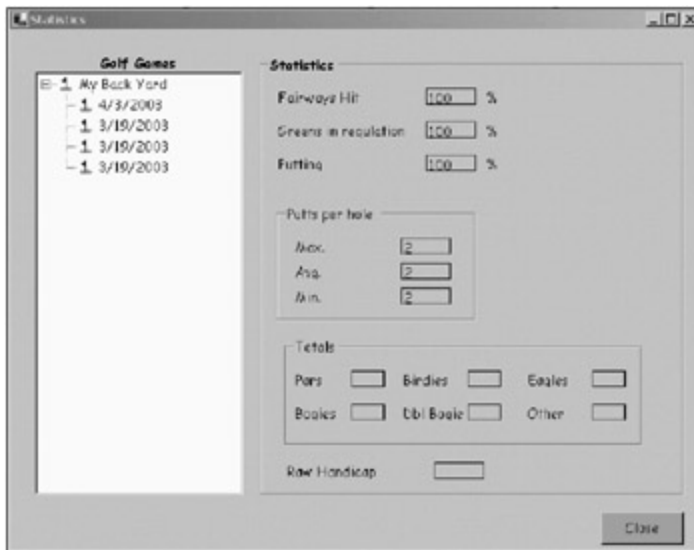 Statistics
Golf Games
My Back Yard
4/3/2003
3/19/2003
3/19/2003
3/19/2003
Statistics
Fairways Hit 100 %
Greens in regulation 100 %
Putting 100 %
Putts per hole
Max. 2
Avg. 2
Min. 2
Totals
Pars Birdies Eagles
Bogies Dbl Bogie Other
Raw Handicap
Close